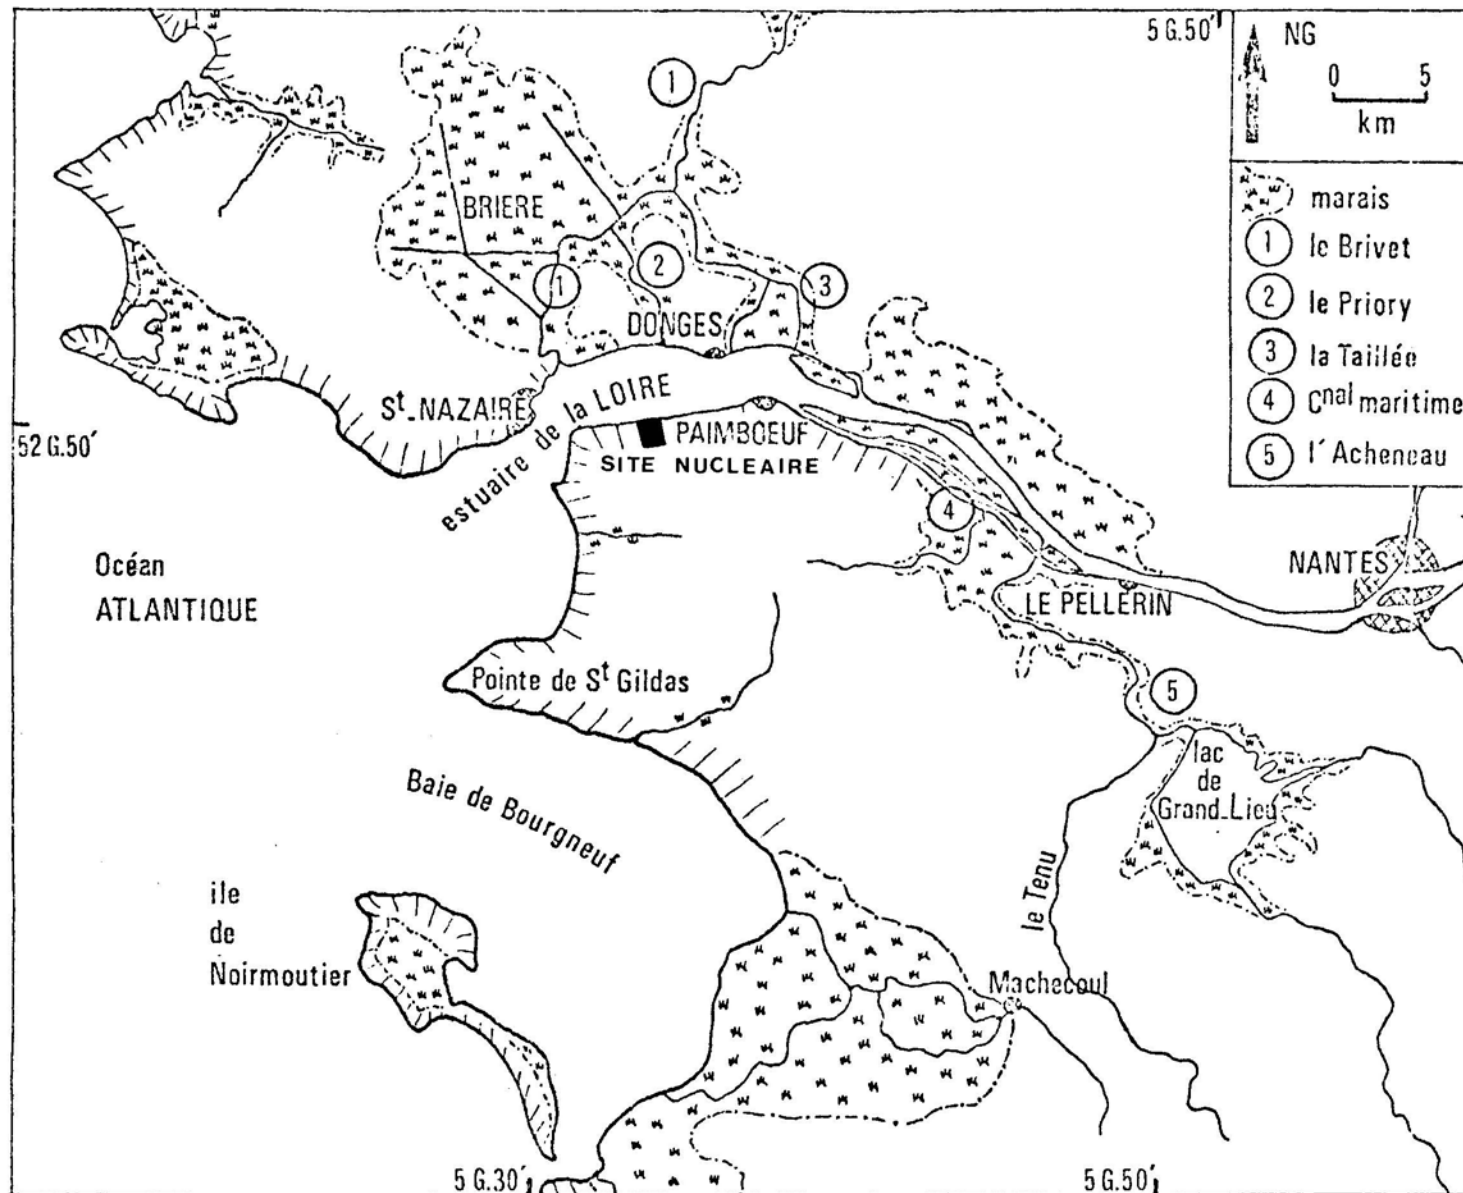 5 G.50′
NG
0 5
km
marais
1 le Brivet
2 le Priory
3 la Taillée
4 Cnal maritime
5 l'Acheneau
1
BRIERE
2
1
3
DONGES
St-NAZAIRE
estuaire de la LOIRE
52 G.50′
PAIMBOEUF
SITE NUCLEAIRE
4
Océan
ATLANTIQUE
NANTES
LE PELLERIN
Pointe de St Gildas
5
lac
de
Grand-Lieu
Baie de Bourgneuf
le Tenu
ile
de
Noirmoutier
Machecoul
5 G.30′
5 G.50′